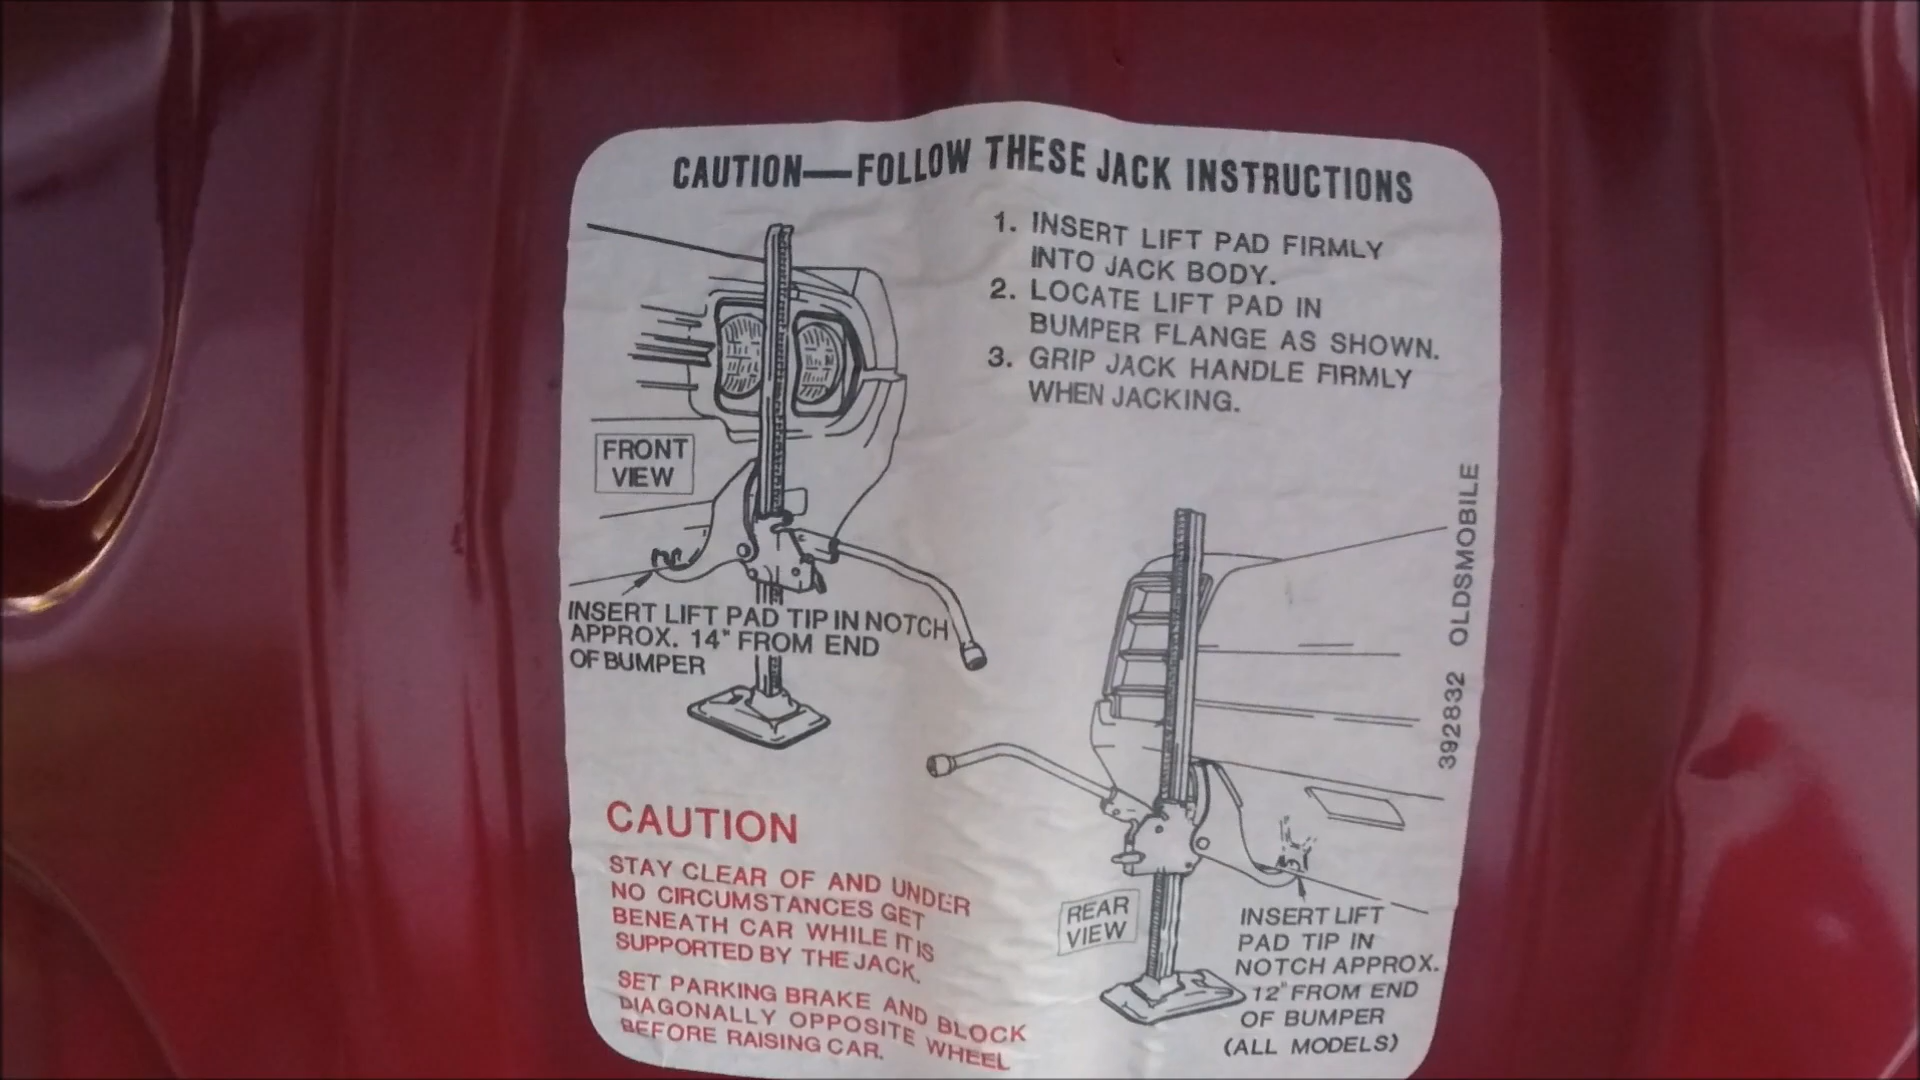 CAUTION—FOLLOW THESE JACK INSTRUCTIONS
1. INSERT LIFT PAD FIRMLY
INTO JACK BODY.
2. LOCATE LIFT PAD IN
BUMPER FLANGE AS SHOWN.
3. GRIP JACK HANDLE FIRMLY
WHEN JACKING.
FRONT
VIEW
INSERT LIFT PAD TIP IN NOTCH
APPROX. 14" FROM END
OF BUMPER
392832 OLDSMOBILE
CAUTION
STAY CLEAR OF AND UNDER
NO CIRCUMSTANCES GET
BENEATH CAR WHILE IT IS
SUPPORTED BY THE JACK.
SET PARKING BRAKE AND BLOCK
DIAGONALLY OPPOSITE WHEEL
BEFORE RAISING CAR.
REAR
VIEW
INSERT LIFT
PAD TIP IN
NOTCH APPROX.
12" FROM END
OF BUMPER
(ALL MODELS)